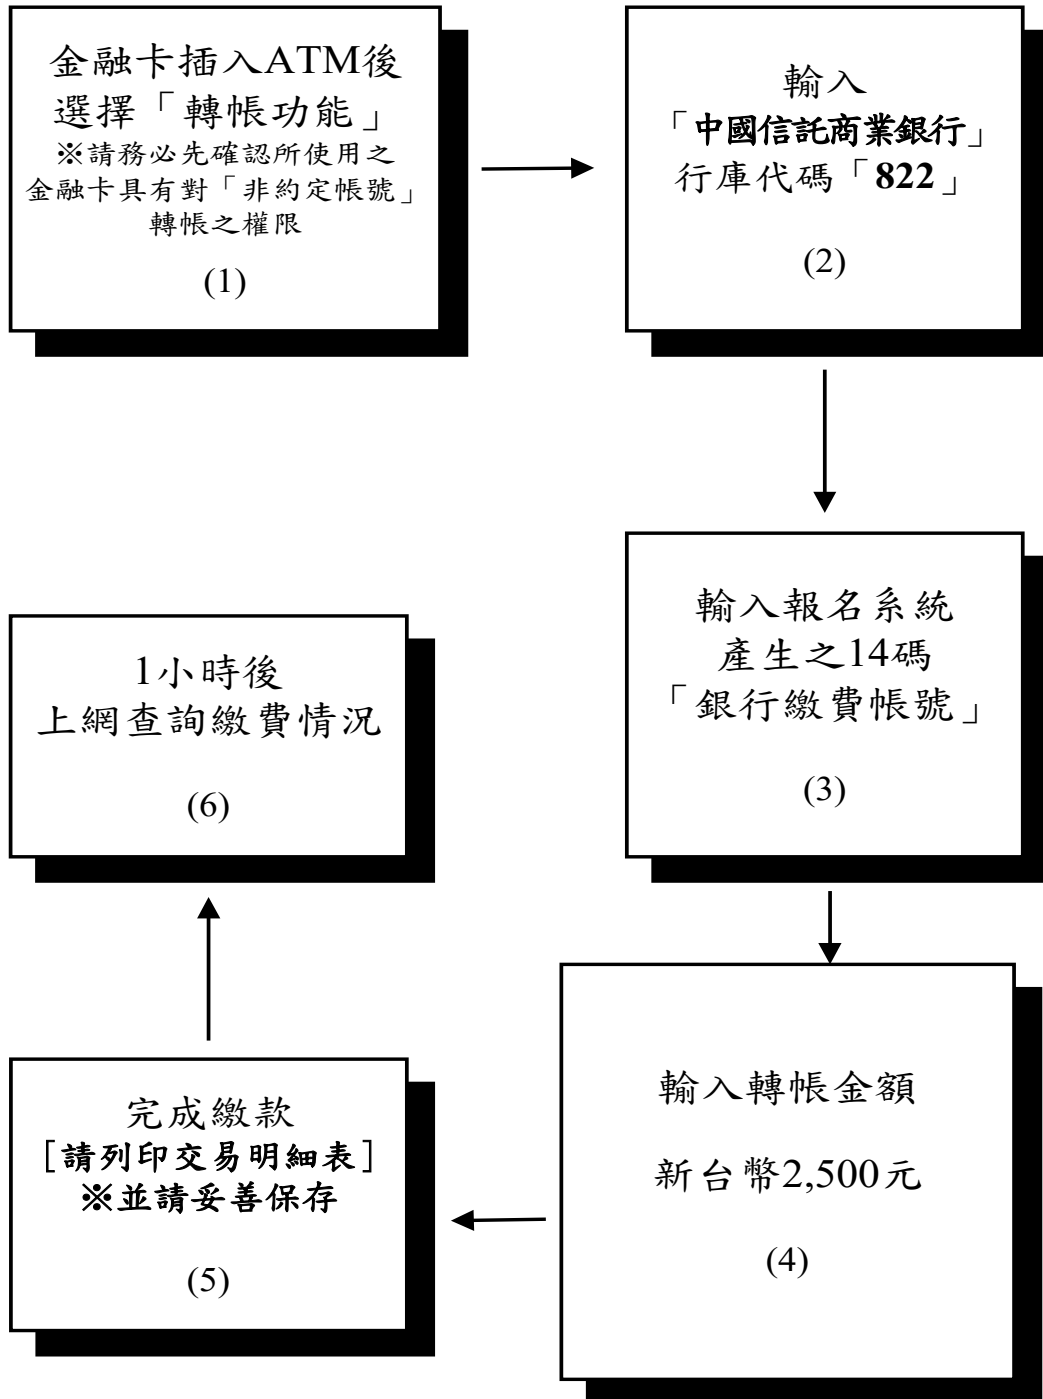 金融卡插入ATM後
選擇「轉帳功能」
※請務必先確認所使用之
金融卡具有對「非約定帳號」
轉帳之權限
(1)
輸入
「中國信託商業銀行」
行庫代碼「822」
(2)
輸入報名系統
產生之14碼
「銀行繳費帳號」
(3)
輸入轉帳金額
新台幣2,500元
(4)
完成繳款
[請列印交易明細表]
※並請妥善保存
(5)
1小時後
上網查詢繳費情況
(6)